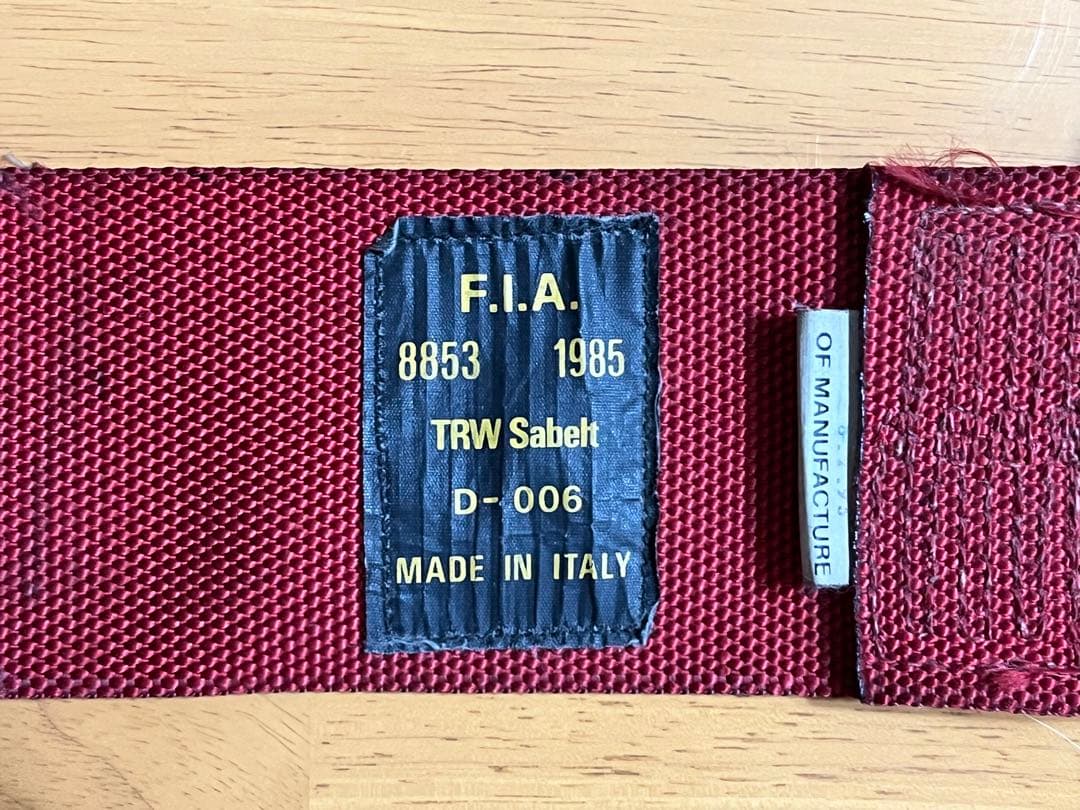 F.I.A.
8853 1985
TRW Sabelt
D-006
MADE IN ITALY
OF MANUFACTURE